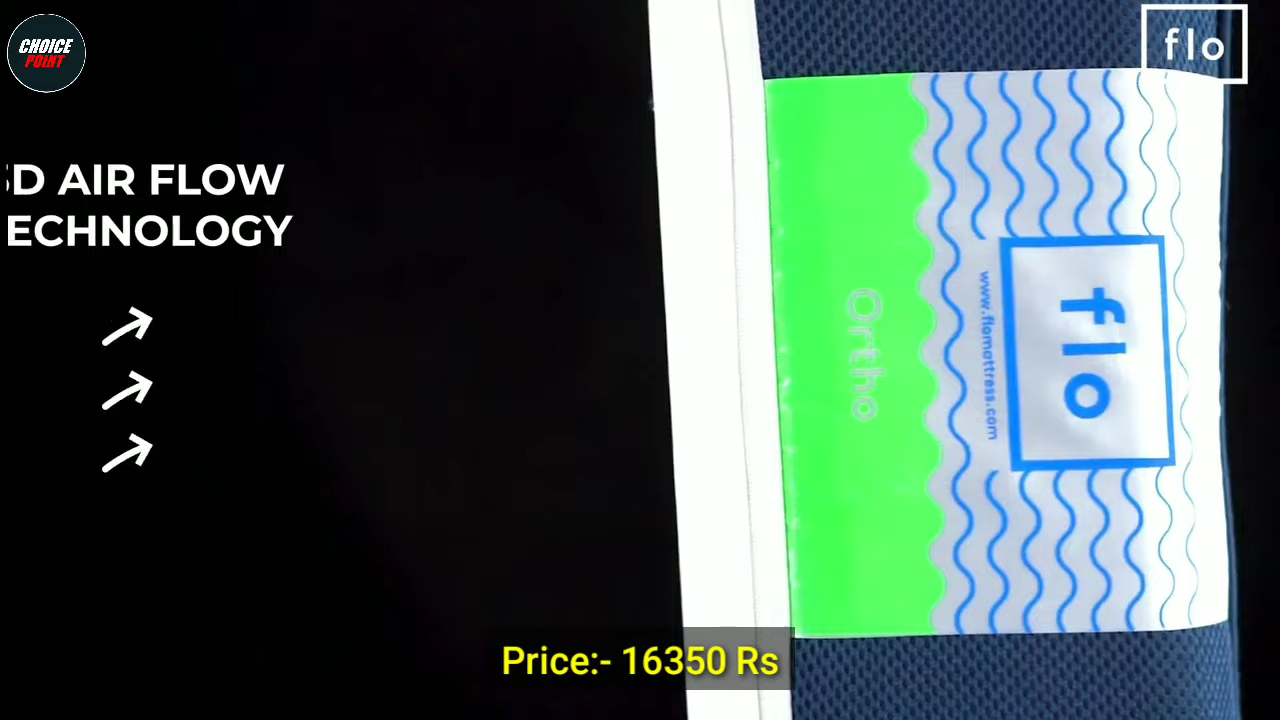 CHOICE
POINT
flo
D AIR FLOW
ECHNOLOGY
Ortho
www.flomattress.com
flo
Price:- 16350 Rs